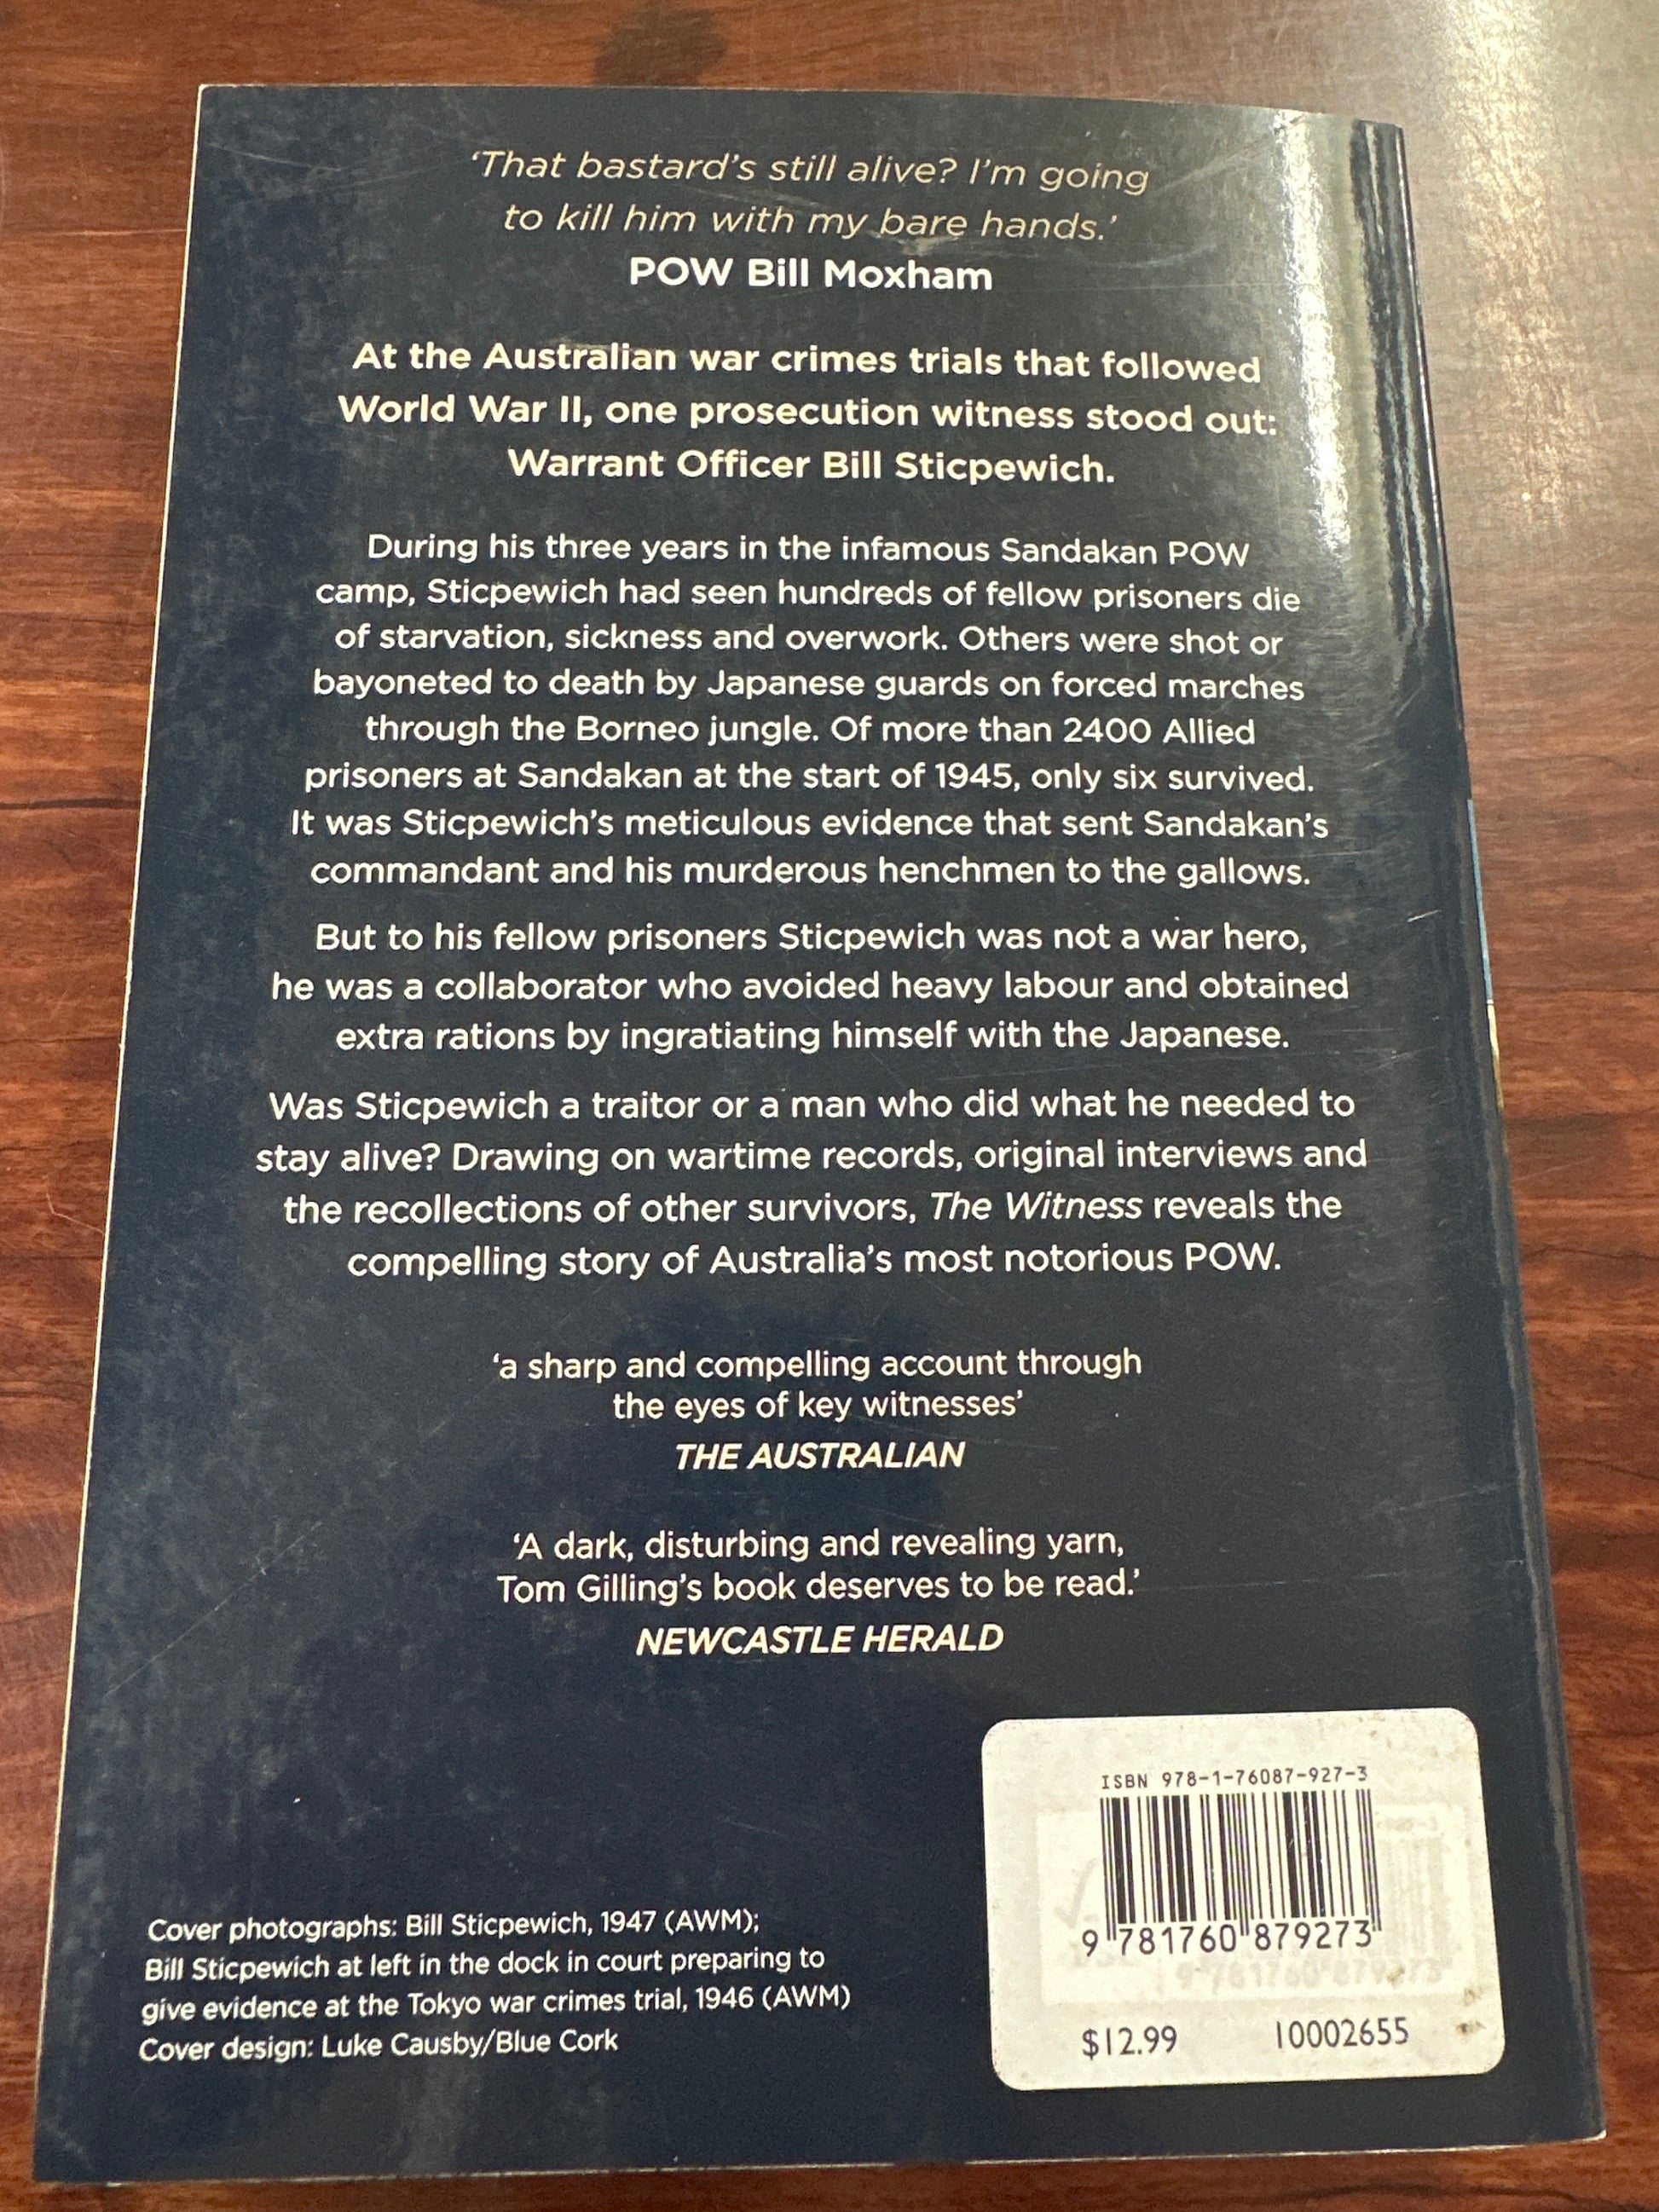 ‘That bastard’s still alive? I’m going
to kill him with my bare hands.’
POW Bill Moxham
At the Australian war crimes trials that followed
World War II, one prosecution witness stood out:
Warrant Officer Bill Sticpewich.
During his three years in the infamous Sandakan POW
camp, Sticpewich had seen hundreds of fellow prisoners die
of starvation, sickness and overwork. Others were shot or
bayoneted to death by Japanese guards on forced marches
through the Borneo jungle. Of more than 2400 Allied
prisoners at Sandakan at the start of 1945, only six survived.
It was Sticpewich’s meticulous evidence that sent Sandakan’s
commandant and his murderous henchmen to the gallows.
But to his fellow prisoners Sticpewich was not a war hero,
he was a collaborator who avoided heavy labour and obtained
extra rations by ingratiating himself with the Japanese.
Was Sticpewich a traitor or a man who did what he needed to
stay alive? Drawing on wartime records, original interviews and
the recollections of other survivors, The Witness reveals the
compelling story of Australia’s most notorious POW.
‘a sharp and compelling account through
the eyes of key witnesses’
THE AUSTRALIAN
‘A dark, disturbing and revealing yarn,
Tom Gilling’s book deserves to be read.’
NEWCASTLE HERALD
Cover photographs: Bill Sticpewich, 1947 (AWM);
Bill Sticpewich at left in the dock in court preparing to
give evidence at the Tokyo war crimes trial, 1946 (AWM)
Cover design: Luke Causby/Blue Cork
ISBN 978-1-76087-927-3
9 781760 879273
$12.99 10002655